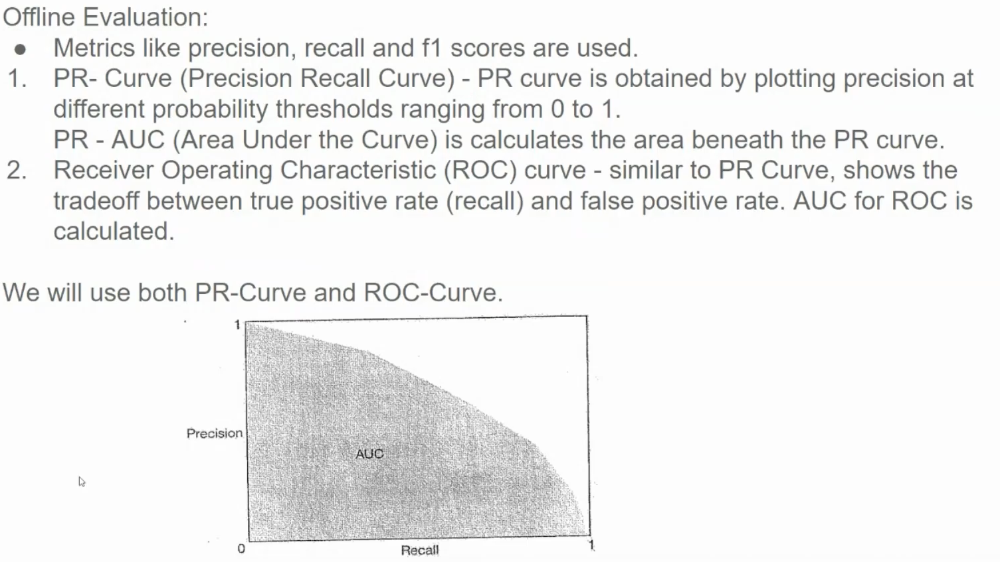 Offline Evaluation:
● Metrics like precision, recall and f1 scores are used.
1. PR- Curve (Precision Recall Curve) - PR curve is obtained by plotting precision at
different probability thresholds ranging from 0 to 1.
PR - AUC (Area Under the Curve) is calculates the area beneath the PR curve.
2. Receiver Operating Characteristic (ROC) curve - similar to PR Curve, shows the
tradeoff between true positive rate (recall) and false positive rate. AUC for ROC is
calculated.
We will use both PR-Curve and ROC-Curve.
1
Precision
AUC
0
Recall
1